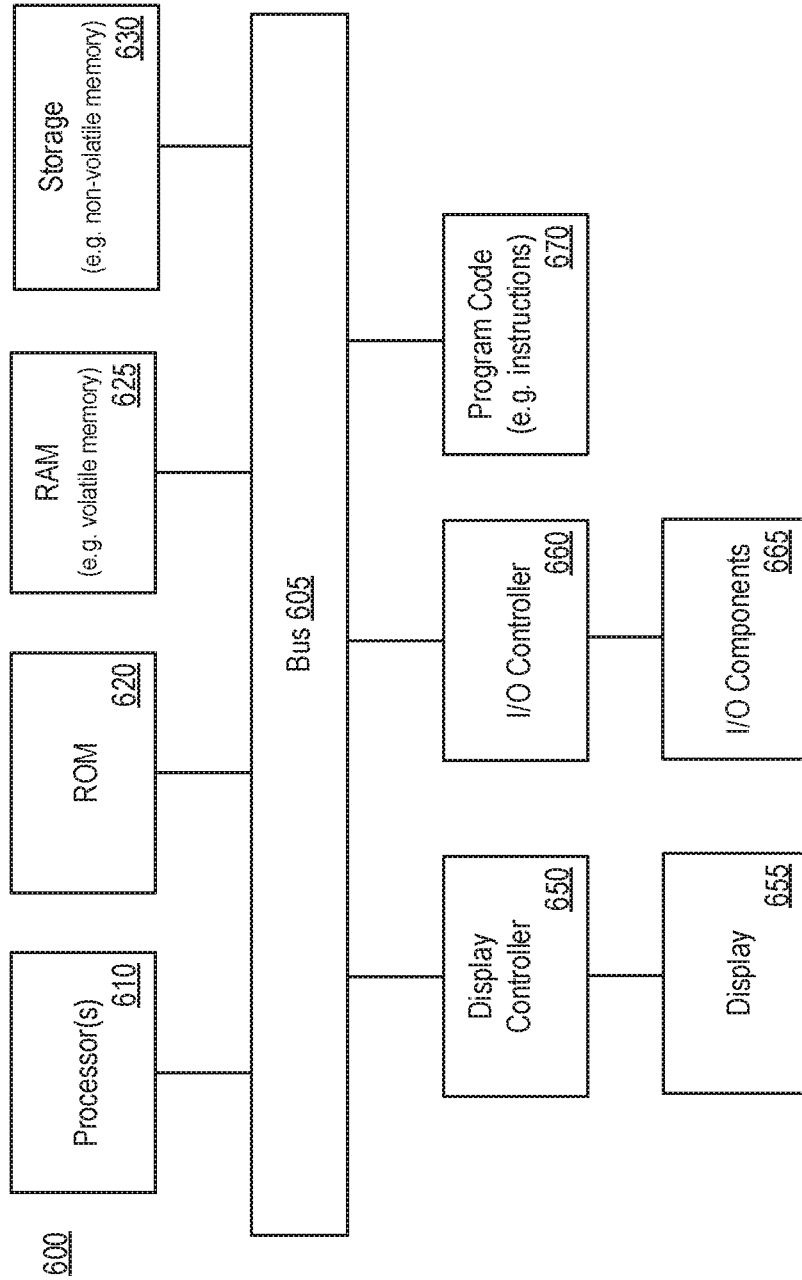 600
Processor(s)
610
ROM
620
RAM
(e.g. volatile memory)
625
Storage
(e.g. non-volatile memory)
630
Bus 605
Display
Controller
650
I/O Controller
660
Program Code
(e.g. instructions)
670
Display
655
I/O Components
665